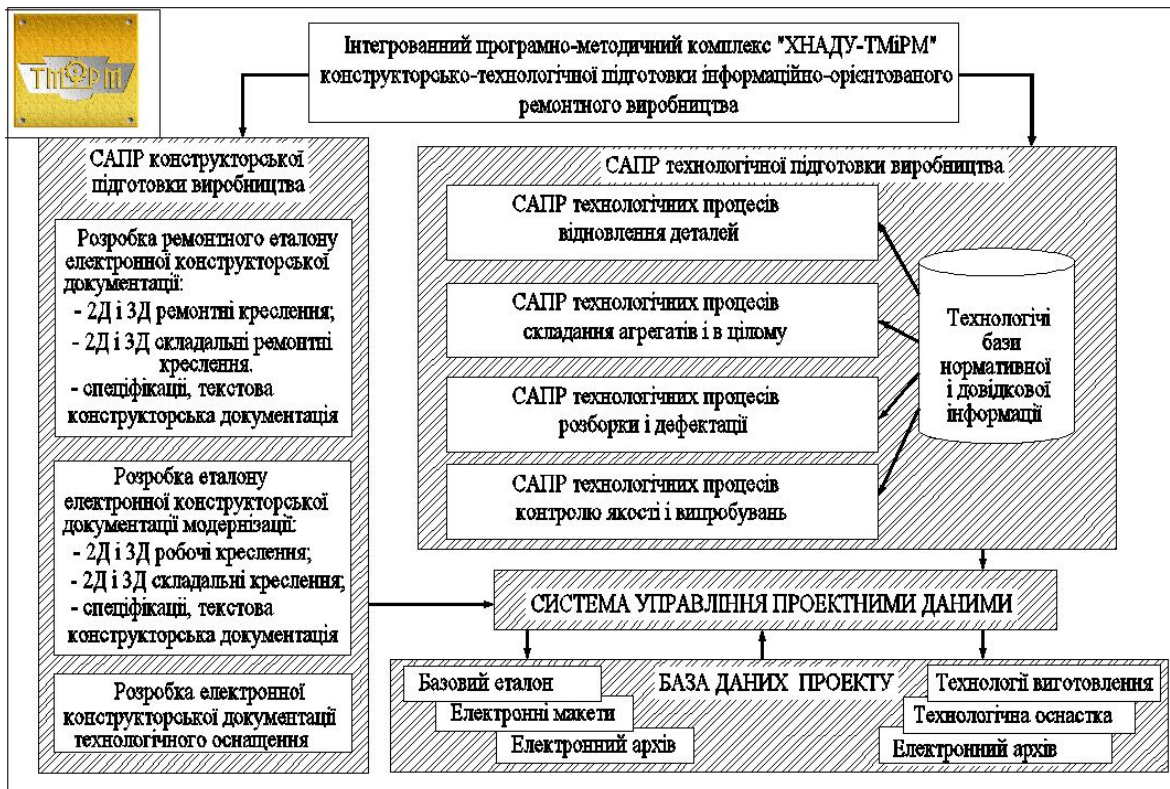 ТМіРМ
Інтегрованний програмно-методичний комплекс "ХНАДУ-ТМіРМ"
конструкторсько-технологічної підготовки інформаційно-орієнтованого
ремонтного виробництва
САПР конструкторської
підготовки виробництва
Розробка ремонтного еталону
електронної конструкторської
документації:
- 2Д і 3Д ремонтні креслення;
- 2Д і 3Д складальні ремонтні
креслення.
- спеціфікації, текстова
конструкторська документація
Розробка еталону
електронної конструкторської
документації модернізації:
- 2Д і 3Д робочі креслення;
- 2Д і 3Д складальні креслення;
- спеціфікації, текстова
конструкторська документація
Розробка електронної
конструкторської документації
технологічного оснащення
САПР технологічної підготовки виробництва
САПР технологічних процесів
відновлення деталей
САПР технологічних процесів
складання агрегатів і в цілому
САПР технологічних процесів
розборки і дефектації
САПР технологічних процесів
контролю якості і випробувань
Технологічі
бази
нормативної
і довідкової
інформації
СИСТЕМА УПРАВЛІННЯ ПРОЕКТНИМИ ДАНИМИ
БАЗА ДАНИХ ПРОЕКТУ
Базовий еталон
Електронні макети
Електронний архів
Технології виготовлення
Технологічна оснастка
Електронний архів